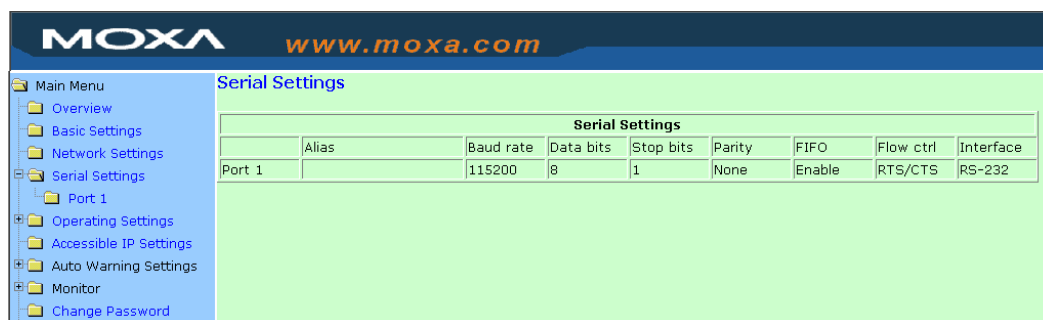 MOXA www.moxa.com
Main Menu
Overview
Basic Settings
Network Settings
Serial Settings
Port 1
Operating Settings
Accessible IP Settings
Auto Warning Settings
Monitor
Change Password
Serial Settings
Serial Settings
Alias Baud rate Data bits Stop bits Parity FIFO Flow ctrl Interface
Port 1 115200 8 1 None Enable RTS/CTS RS-232